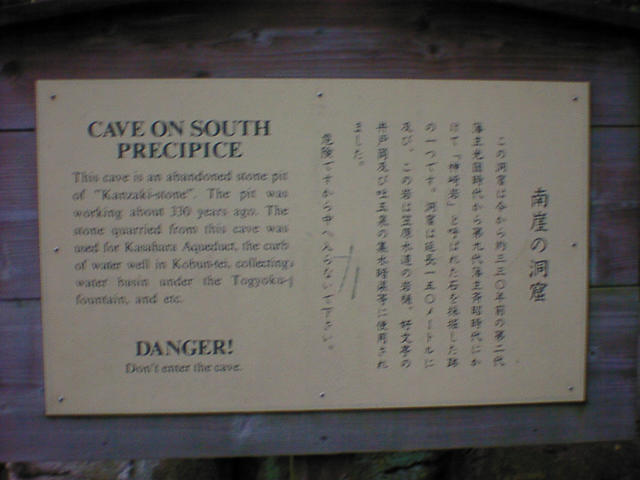 CAVE ON SOUTH
PRECIPICE
This cave is an abandoned stone pit
of "Kanzaki-stone". The pit was
working about 330 years ago. The
stone quarried from this cave was
used for Kasahara Aqueduct, the curb
of water well in Kobun-tei, collecting
water basin under the Togyoku-
fountain, and etc.
DANGER!
Don't enter the cave.
南崖の洞窟
この洞窟は今から約三三〇年前の第二代
藩主光圀時代から第九代藩主斉昭時代にか
けて「神崎岩」と呼ばれた石を採掘した跡
の一つです。洞窟は延長一五〇メートルに
及び、この岩は笠原水道の岩樋、好文亭の
井戸筒及び吐玉泉の集水暗渠等に使用され
ました。
危険ですから中へ入らないで下さい。